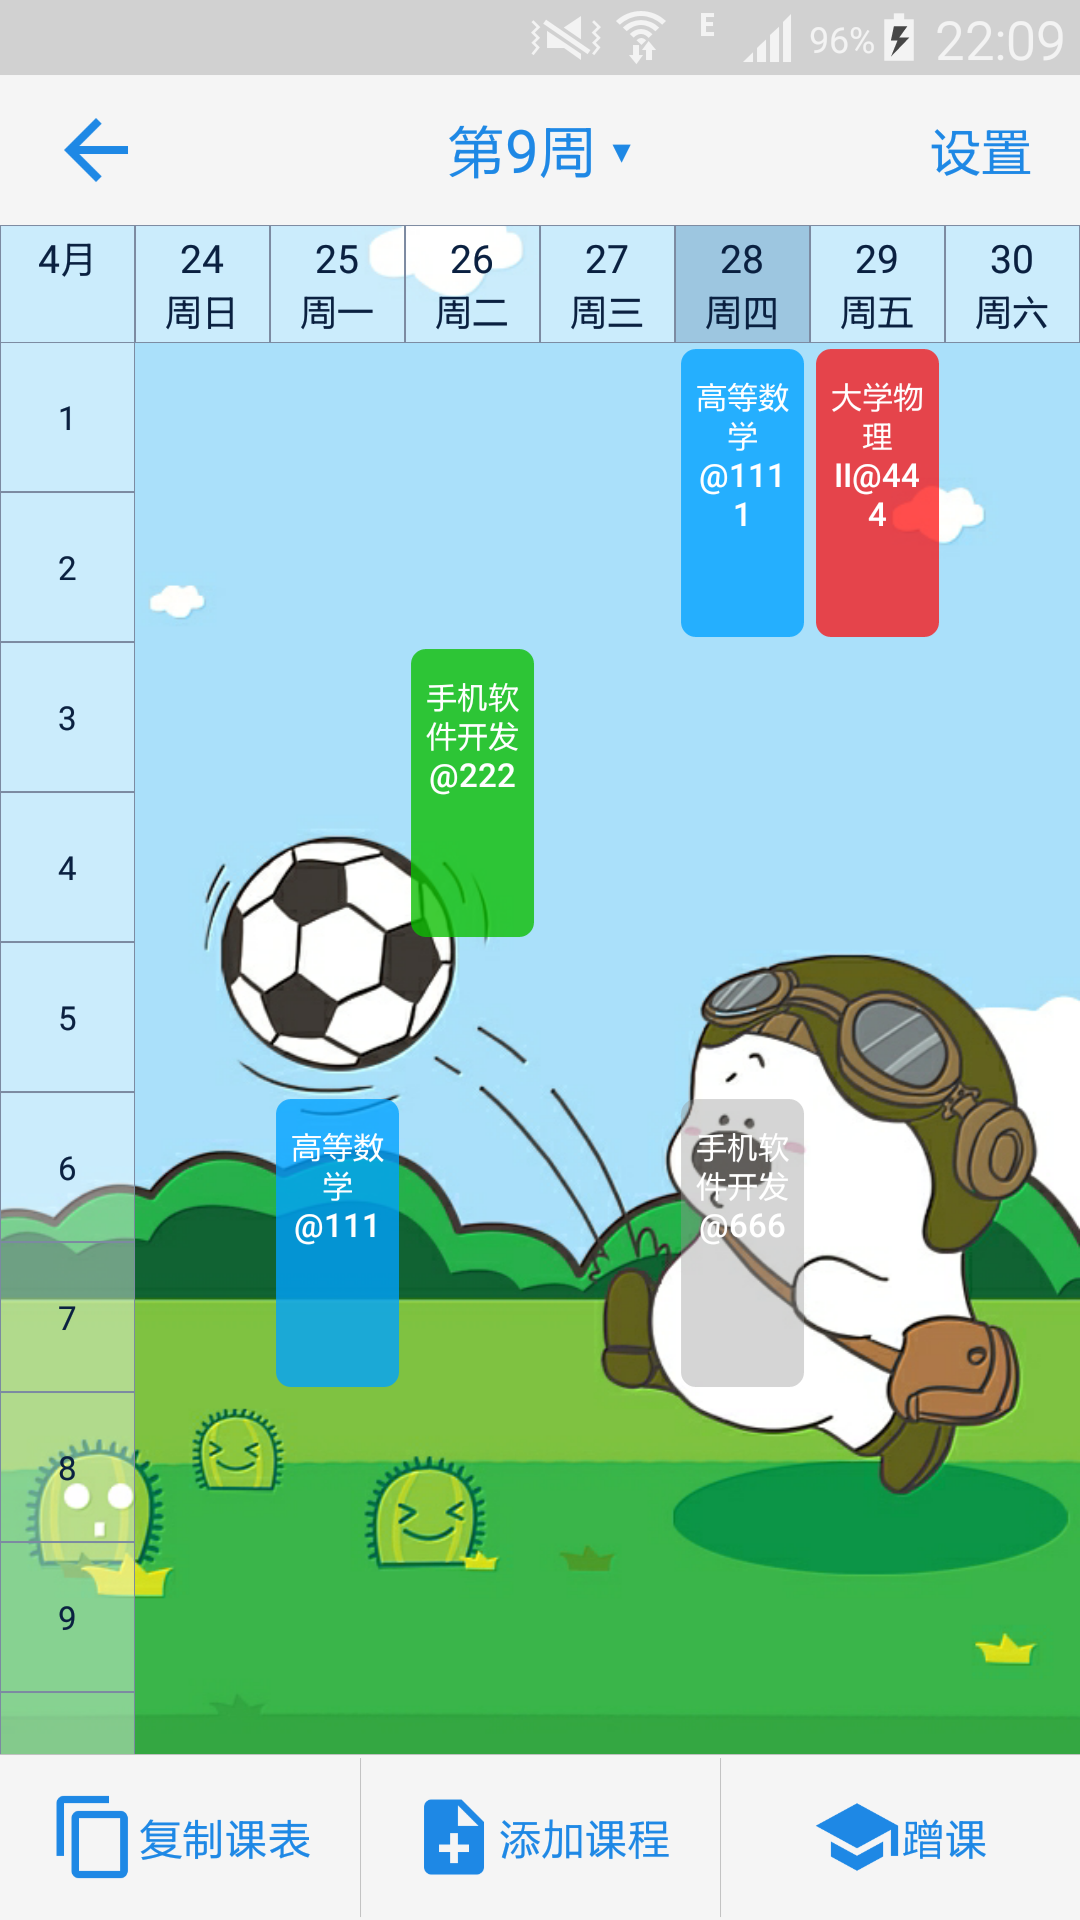 E 96% 22:09
第9周 ▾
设置
4月 24 25 26 27 28 29 30
周日 周一 周二 周三 周四 周五 周六
1
高等数
学
@111
1
大学物
理
II@44
4
2
3
手机软
件开发
@222
4
5
6
高等数
学
@111
手机软
件开发
@666
7
8
9
复制课表 添加课程 蹭课